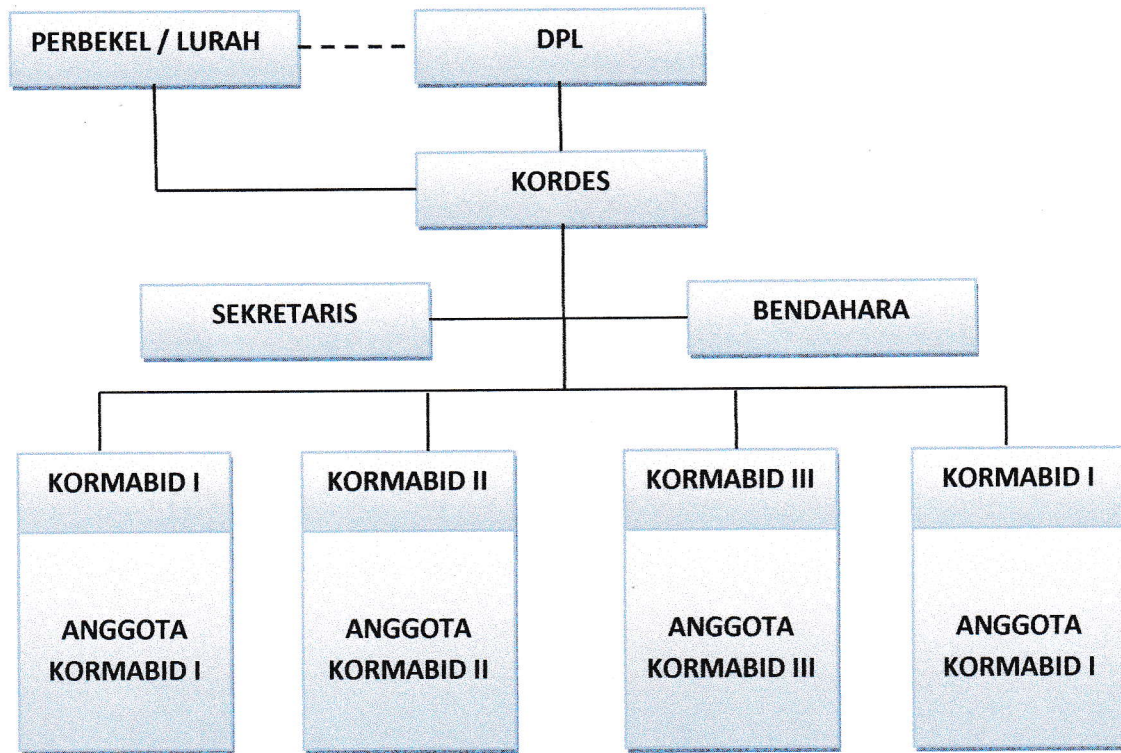 PERBEKEL / LURAH
DPL
KORDES
SEKRETARIS
BENDAHARA
KORMABID I
KORMABID II
KORMABID III
KORMABID I
ANGGOTA
KORMABID I
ANGGOTA
KORMABID II
ANGGOTA
KORMABID III
ANGGOTA
KORMABID I